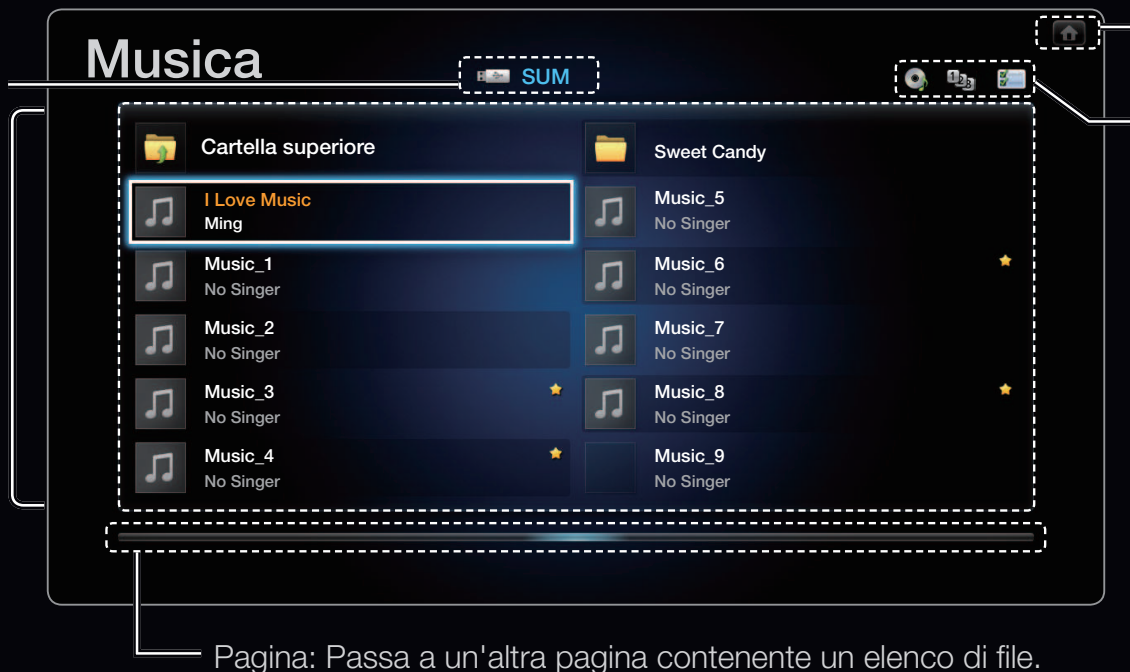 Musica
SUM
Cartella superiore
I Love Music
Ming
Music_1
No Singer
Music_2
No Singer
Music_3
No Singer
Music_4
No Singer
Sweet Candy
Music_5
No Singer
Music_6
No Singer
Music_7
No Singer
Music_8
No Singer
Music_9
No Singer
Pagina: Passa a un'altra pagina contenente un elenco di file.